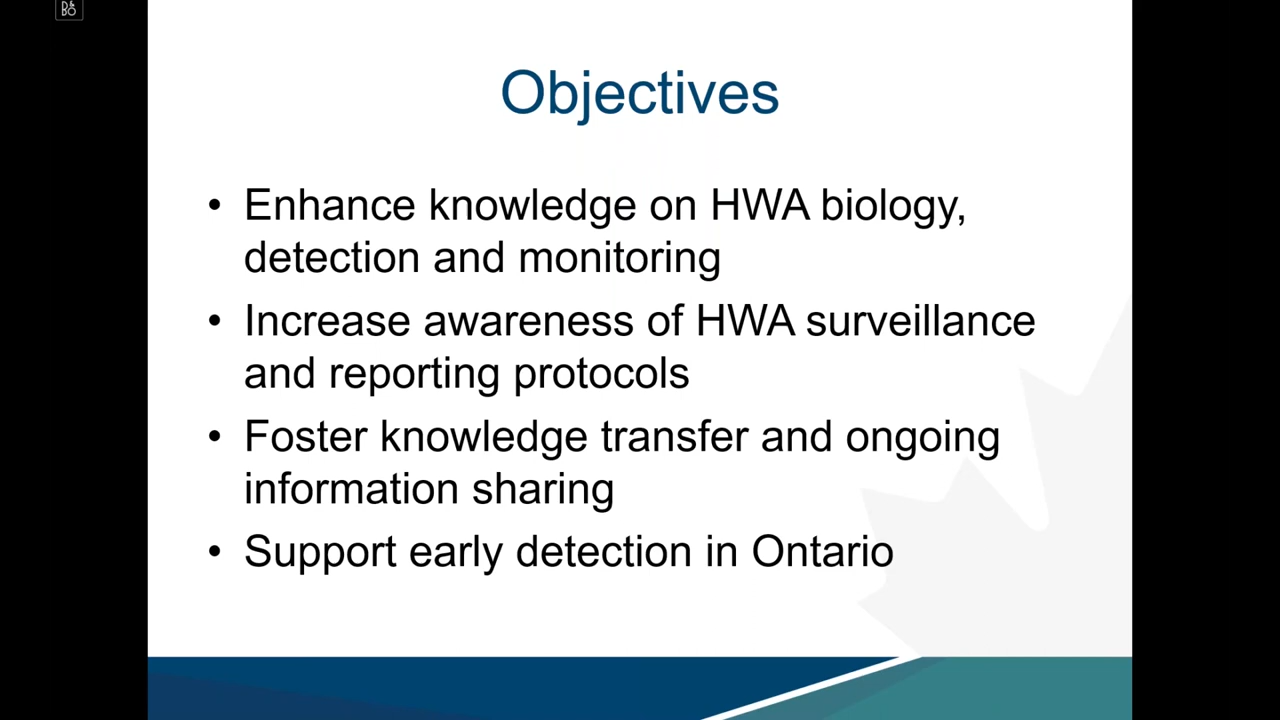 B&O
Objectives
• Enhance knowledge on HWA biology,
detection and monitoring
• Increase awareness of HWA surveillance
and reporting protocols
• Foster knowledge transfer and ongoing
information sharing
• Support early detection in Ontario